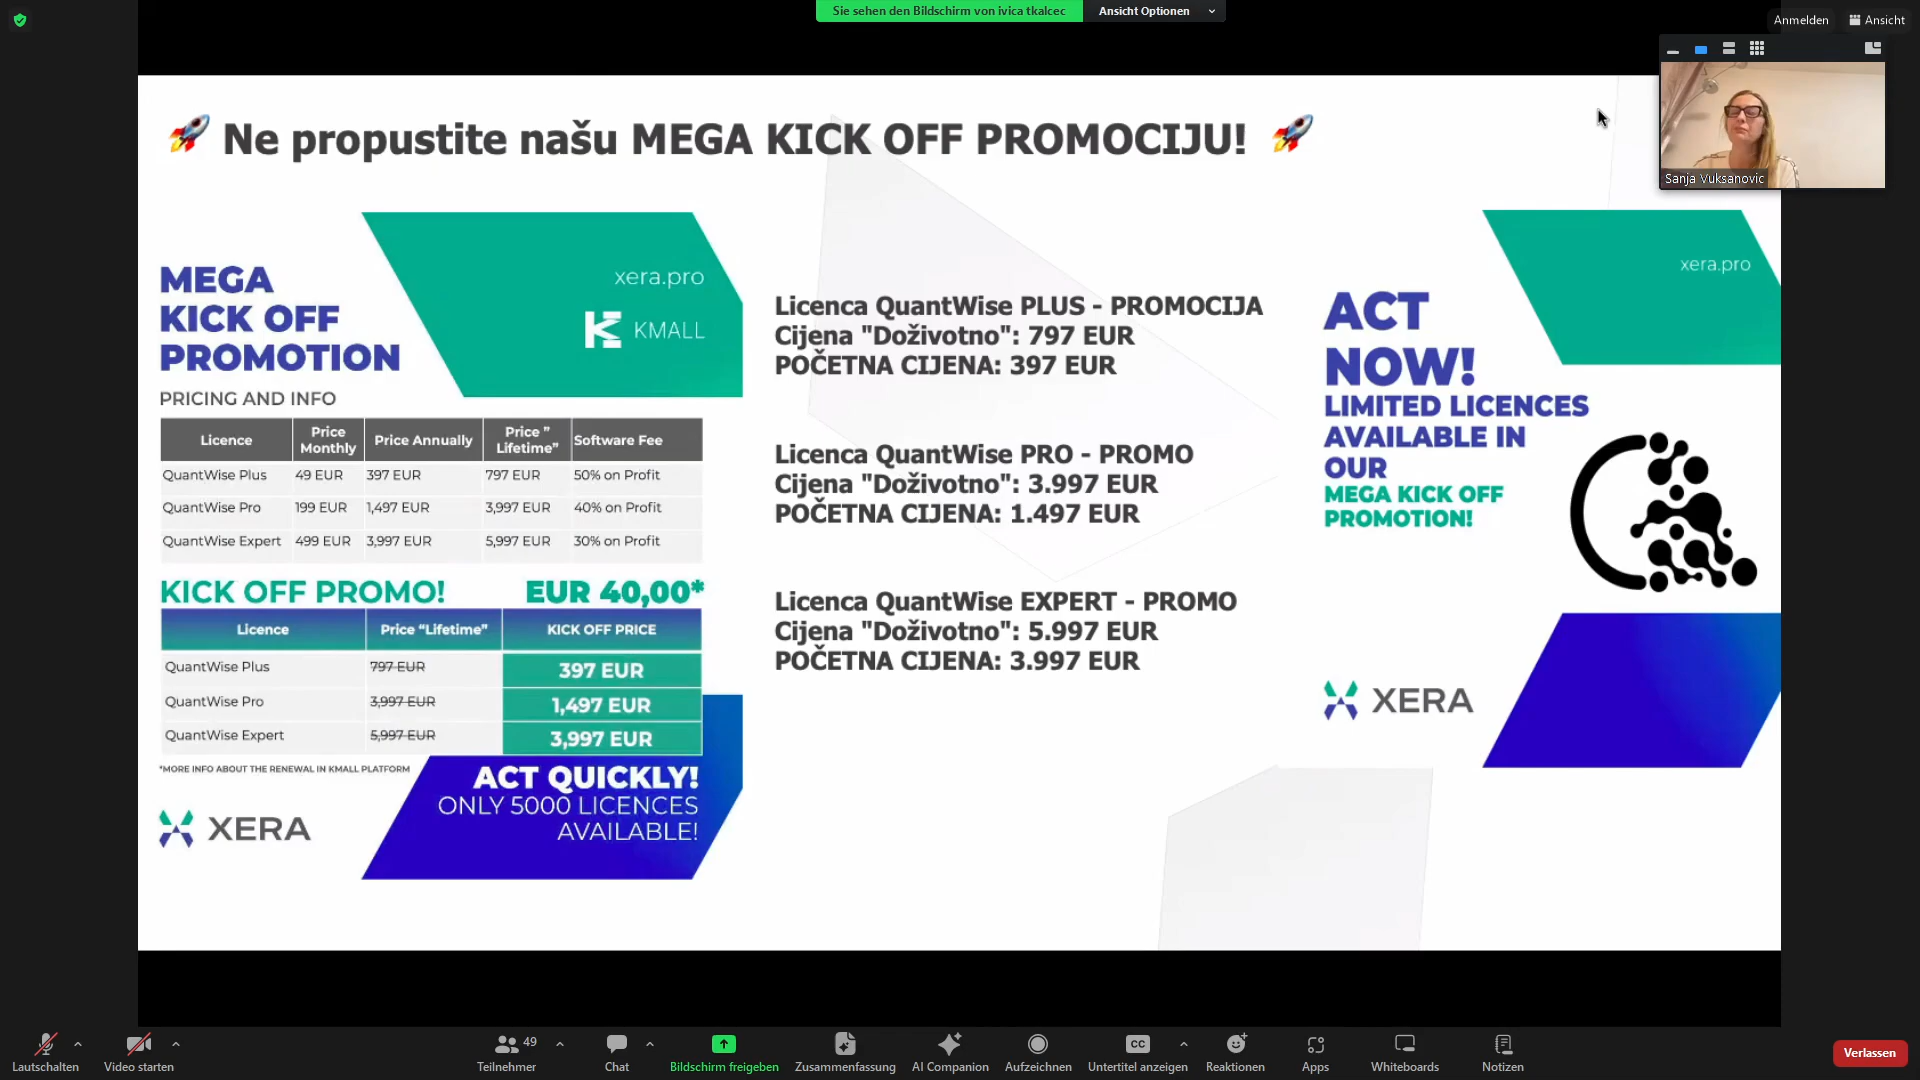 Sie sehen den Bildschirm von ivica tkalcec
Ansicht Optionen
Anmelden
Ansicht
Sanja Vuksanovic
Ne propustite našu MEGA KICK OFF PROMOCIJU!
MEGA
KICK OFF
PROMOTION
xera.pro
KMALL
PRICING AND INFO
Licence Price Monthly Price Annually Price " Lifetime" Software Fee
QuantWise Plus 49 EUR 397 EUR 797 EUR 50% on Profit
QuantWise Pro 199 EUR 1,497 EUR 3,997 EUR 40% on Profit
QuantWise Expert 499 EUR 3,997 EUR 5,997 EUR 30% on Profit
KICK OFF PROMO! EUR 40,00*
Licence Price "Lifetime" KICK OFF PRICE
QuantWise Plus 797 EUR 397 EUR
QuantWise Pro 3,997 EUR 1,497 EUR
QuantWise Expert 5,997 EUR 3,997 EUR
*MORE INFO ABOUT THE RENEWAL IN KMALL PLATFORM
ACT QUICKLY!
ONLY 5000 LICENCES
AVAILABLE!
XERA
Licenca QuantWise PLUS - PROMOCIJA
Cijena "Doživotno": 797 EUR
POČETNA CIJENA: 397 EUR
Licenca QuantWise PRO - PROMO
Cijena "Doživotno": 3.997 EUR
POČETNA CIJENA: 1.497 EUR
Licenca QuantWise EXPERT - PROMO
Cijena "Doživotno": 5.997 EUR
POČETNA CIJENA: 3.997 EUR
xera.pro
ACT
NOW!
LIMITED LICENCES
AVAILABLE IN
OUR
MEGA KICK OFF
PROMOTION!
XERA
Lautschalten
Video starten
49
Teilnehmer
Chat
Bildschirm freigeben
Zusammenfassung
AI Companion
Aufzeichnen
CC
Untertitel anzeigen
Reaktionen
Apps
Whiteboards
Notizen
Verlassen